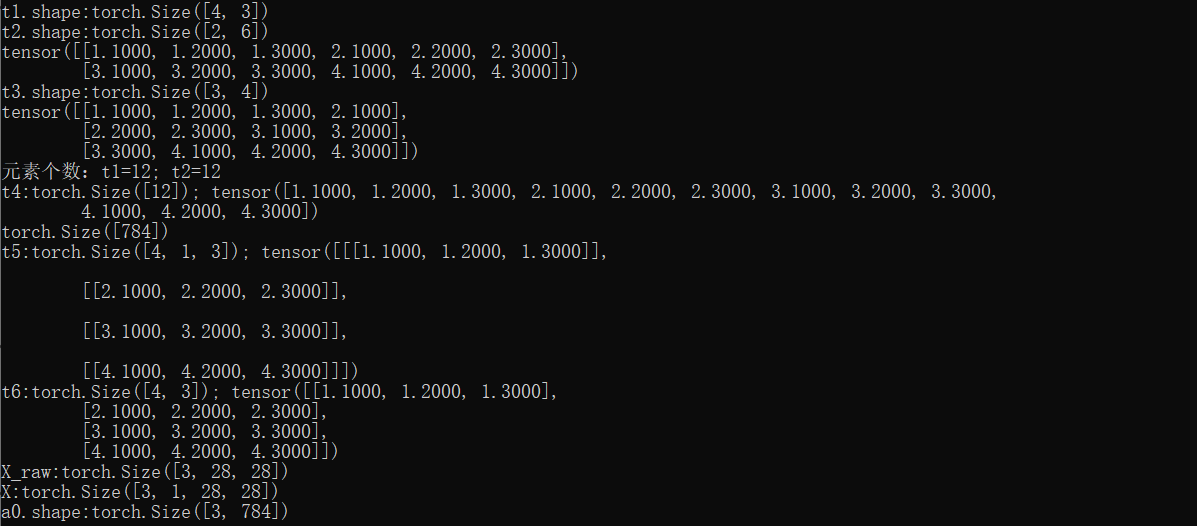 t1.shape:torch.Size([4, 3])
t2.shape:torch.Size([2, 6])
tensor([[1.1000, 1.2000, 1.3000, 2.1000, 2.2000, 2.3000],
        [3.1000, 3.2000, 3.3000, 4.1000, 4.2000, 4.3000]])
t3.shape:torch.Size([3, 4])
tensor([[1.1000, 1.2000, 1.3000, 2.1000],
        [2.2000, 2.3000, 3.1000, 3.2000],
        [3.3000, 4.1000, 4.2000, 4.3000]])
元素个数：t1=12; t2=12
t4:torch.Size([12]); tensor([1.1000, 1.2000, 1.3000, 2.1000, 2.2000, 2.3000, 3.1000, 3.2000, 3.3000,
        4.1000, 4.2000, 4.3000])
torch.Size([784])
t5:torch.Size([4, 1, 3]); tensor([[[1.1000, 1.2000, 1.3000]],
        [[2.1000, 2.2000, 2.3000]],
        [[3.1000, 3.2000, 3.3000]],
        [[4.1000, 4.2000, 4.3000]]])
t6:torch.Size([4, 3]); tensor([[1.1000, 1.2000, 1.3000],
        [2.1000, 2.2000, 2.3000],
        [3.1000, 3.2000, 3.3000],
        [4.1000, 4.2000, 4.3000]])
X_raw:torch.Size([3, 28, 28])
X:torch.Size([3, 1, 28, 28])
a0.shape:torch.Size([3, 784])